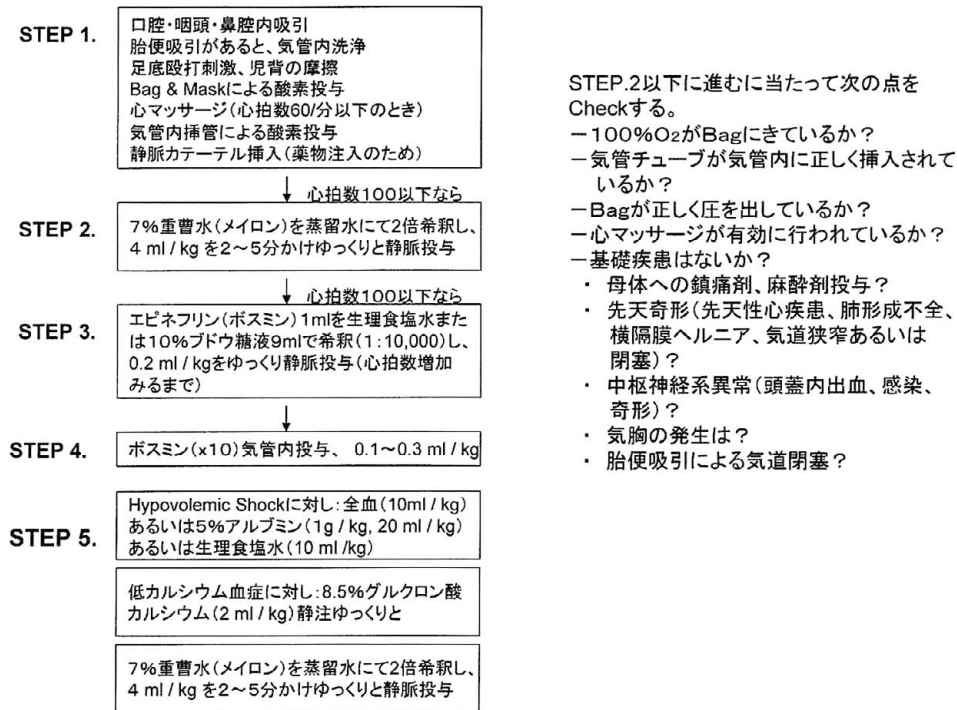 STEP 1.
口腔・咽頭・鼻腔内吸引
胎便吸引があると、気管内洗浄
足底殴打刺激、児背の摩擦
Bag & Maskによる酸素投与
心マッサージ(心拍数60/分以下のとき)
気管内挿管による酸素投与
静脈カテーテル挿入(薬物注入のため)
心拍数100以下なら
STEP 2.
7%重曹水(メイロン)を蒸留水にて2倍希釈し、
4 ml / kg を2~5分かけゆっくりと静脈投与
心拍数100以下なら
STEP 3.
エピネフリン(ボスミン)1mlを生理食塩水また
は10%ブドウ糖液9mlで希釈(1:10,000)し、
0.2 ml / kgをゆっくり静脈投与(心拍数増加
みるまで)
STEP 4.
ボスミン(x10)気管内投与、 0.1~0.3 ml / kg
STEP 5.
Hypovolemic Shockに対し:全血(10ml / kg)
あるいは5%アルブミン(1g / kg, 20 ml / kg)
あるいは生理食塩水(10 ml /kg)
低カルシウム血症に対し:8.5%グルクロン酸
カルシウム(2 ml / kg)静注ゆっくりと
7%重曹水(メイロン)を蒸留水にて2倍希釈し、
4 ml / kg を2~5分かけゆっくりと静脈投与
STEP.2以下に進むに当たって次の点を
Checkする。
-100%O₂がBagにきているか?
-気管チューブが気管内に正しく挿入されて
いるか?
-Bagが正しく圧を出しているか?
-心マッサージが有効に行われているか?
-基礎疾患はないか?
・ 母体への鎮痛剤、麻酔剤投与?
・ 先天奇形(先天性心疾患、肺形成不全、
横隔膜ヘルニア、気道狭窄あるいは
閉塞)?
・ 中枢神経系異常(頭蓋内出血、感染、
奇形)?
・ 気胸の発生は?
・ 胎便吸引による気道閉塞?